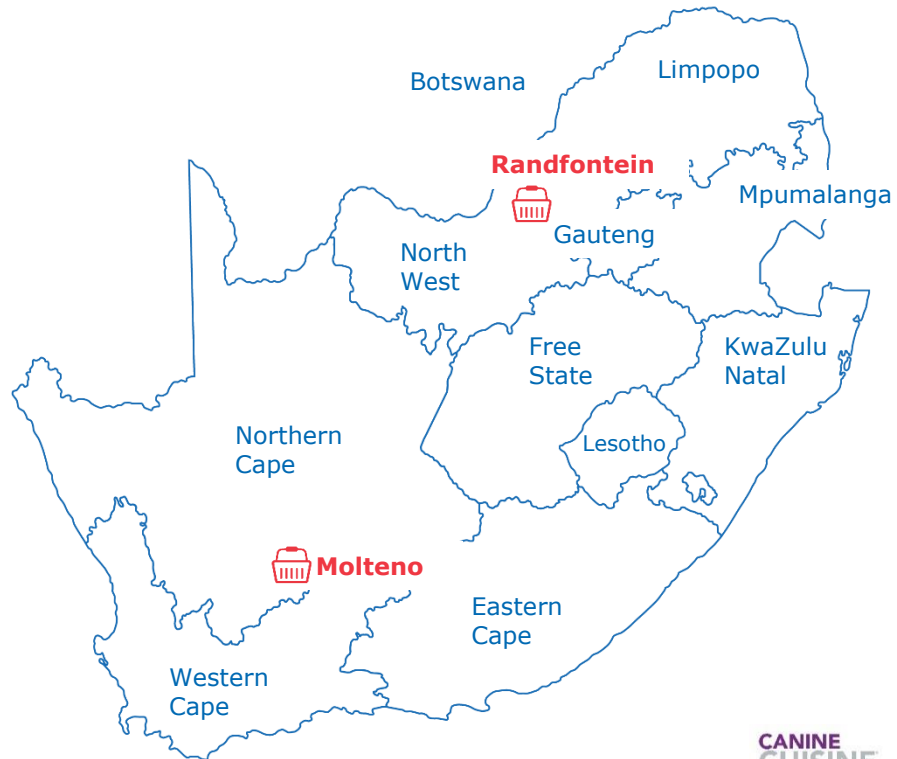 Limpopo
Botswana
Randfontein
Mpumalanga
Gauteng
North
West
Free
State
KwaZulu
Natal
Northern
Cape
Lesotho
Molteno
Eastern
Cape
Western
Cape
CANINE
CUISINE